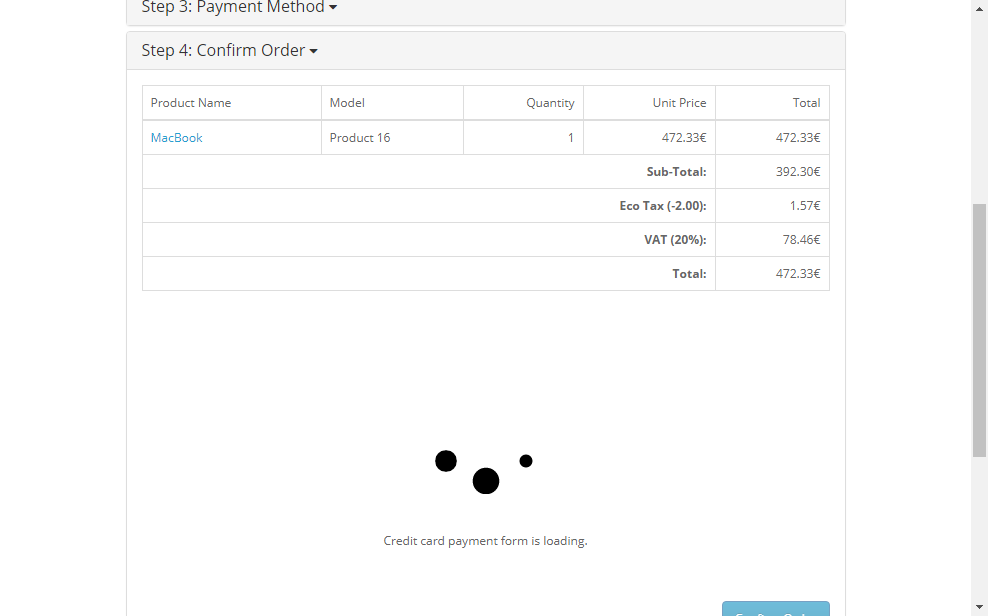 Step 3: Payment Method
Step 4: Confirm Order
Product Name Model Quantity Unit Price Total
MacBook Product 16 1 472.33€ 472.33€
Sub-Total: 392.30€
Eco Tax (-2.00): 1.57€
VAT (20%): 78.46€
Total: 472.33€
Credit card payment form is loading.